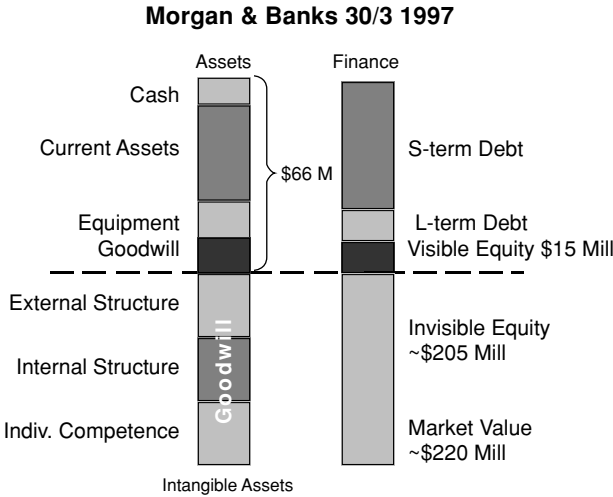 Morgan & Banks 30/3 1997
Assets
Finance
Cash
Current Assets
$66 M
S-term Debt
Equipment
L-term Debt
Goodwill
Visible Equity $15 Mill
External Structure
Internal Structure
Indiv. Competence
Goodwill
Invisible Equity
~$205 Mill
Market Value
~$220 Mill
Intangible Assets